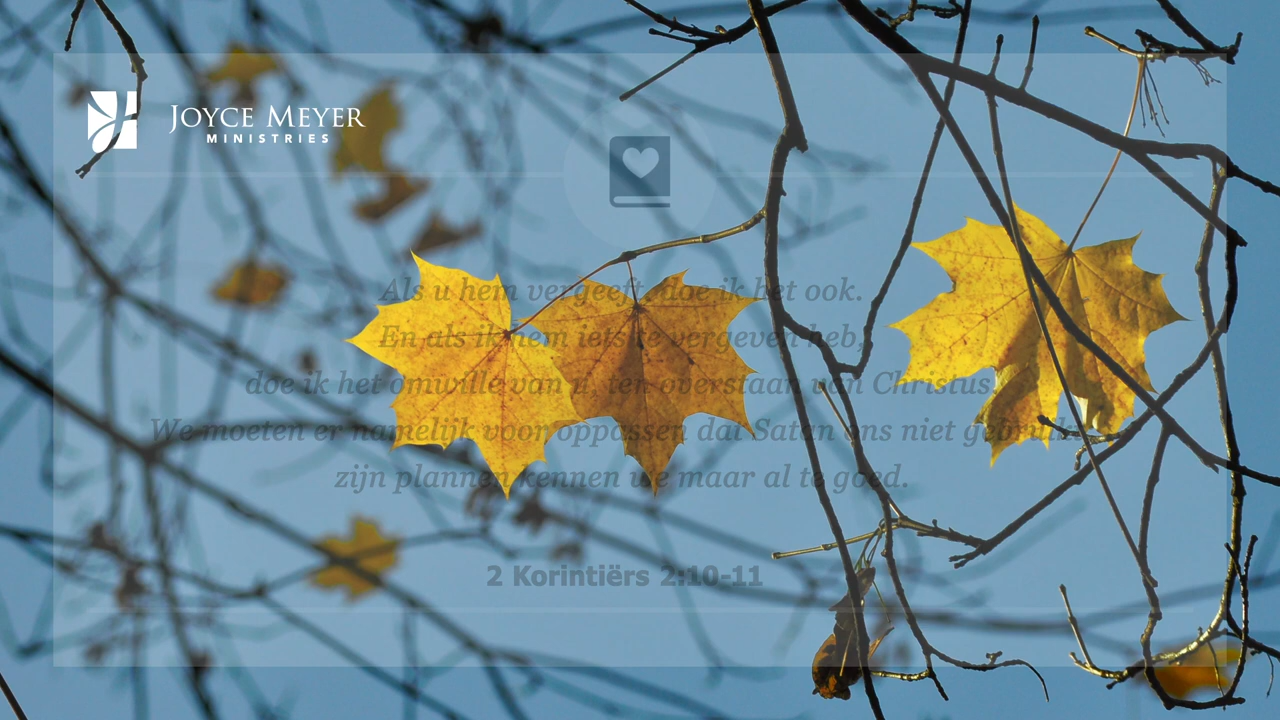 JOYCE MEYER
MINISTRIES
Als u hem vergeeft, doe ik het ook.
En als ik hem iets te vergeven heb,
doe ik het omwille van u, ten overstaan van Christus.
We moeten er namelijk voor oppassen dat Satan ons niet gebruikt
zijn plannen kennen we maar al te goed.
2 Korintiërs 2:10-11